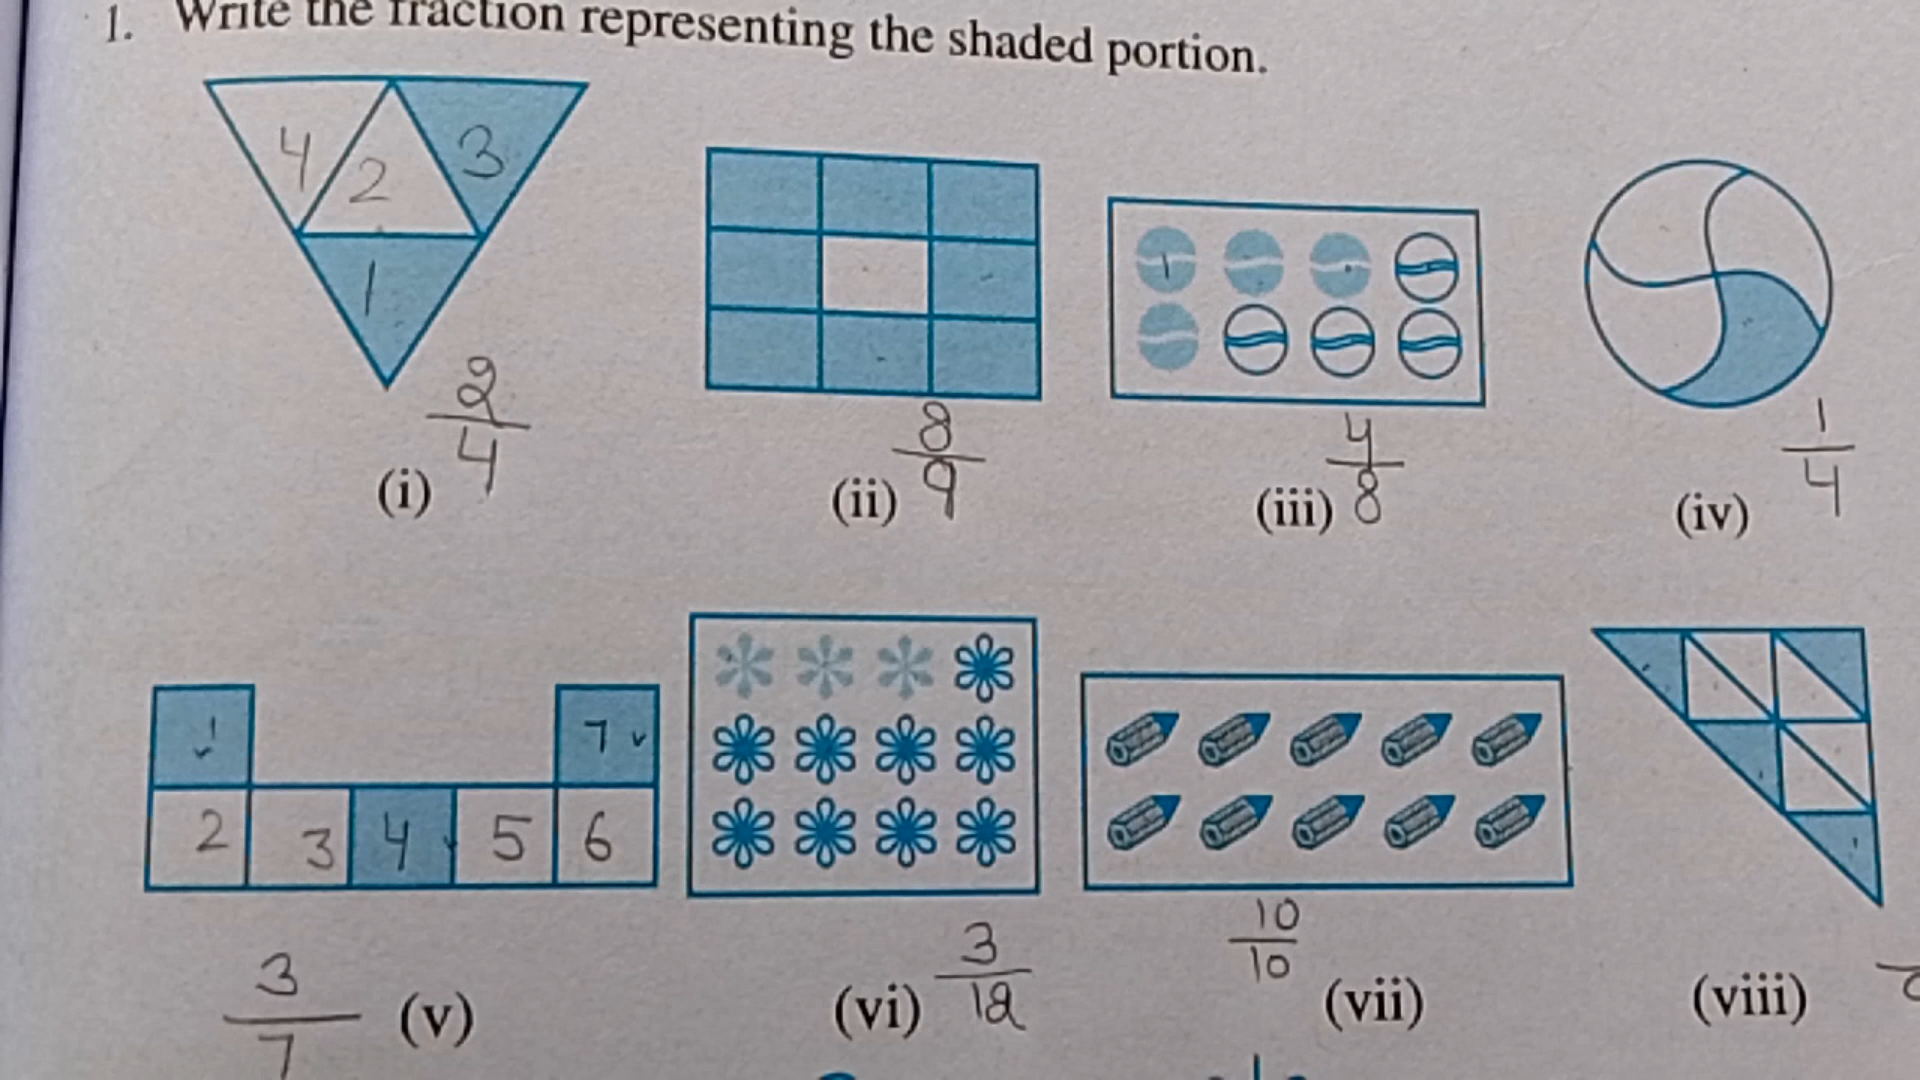 1. Write the fraction representing the shaded portion.
4 2 3
1
2/4
(i)
8/9
(ii)
4/8
(iii)
1/4
(iv)
1
7
2 3 4 5 6
3/7 (v)
(vi) 3/12
10/10
(vii)
(viii)